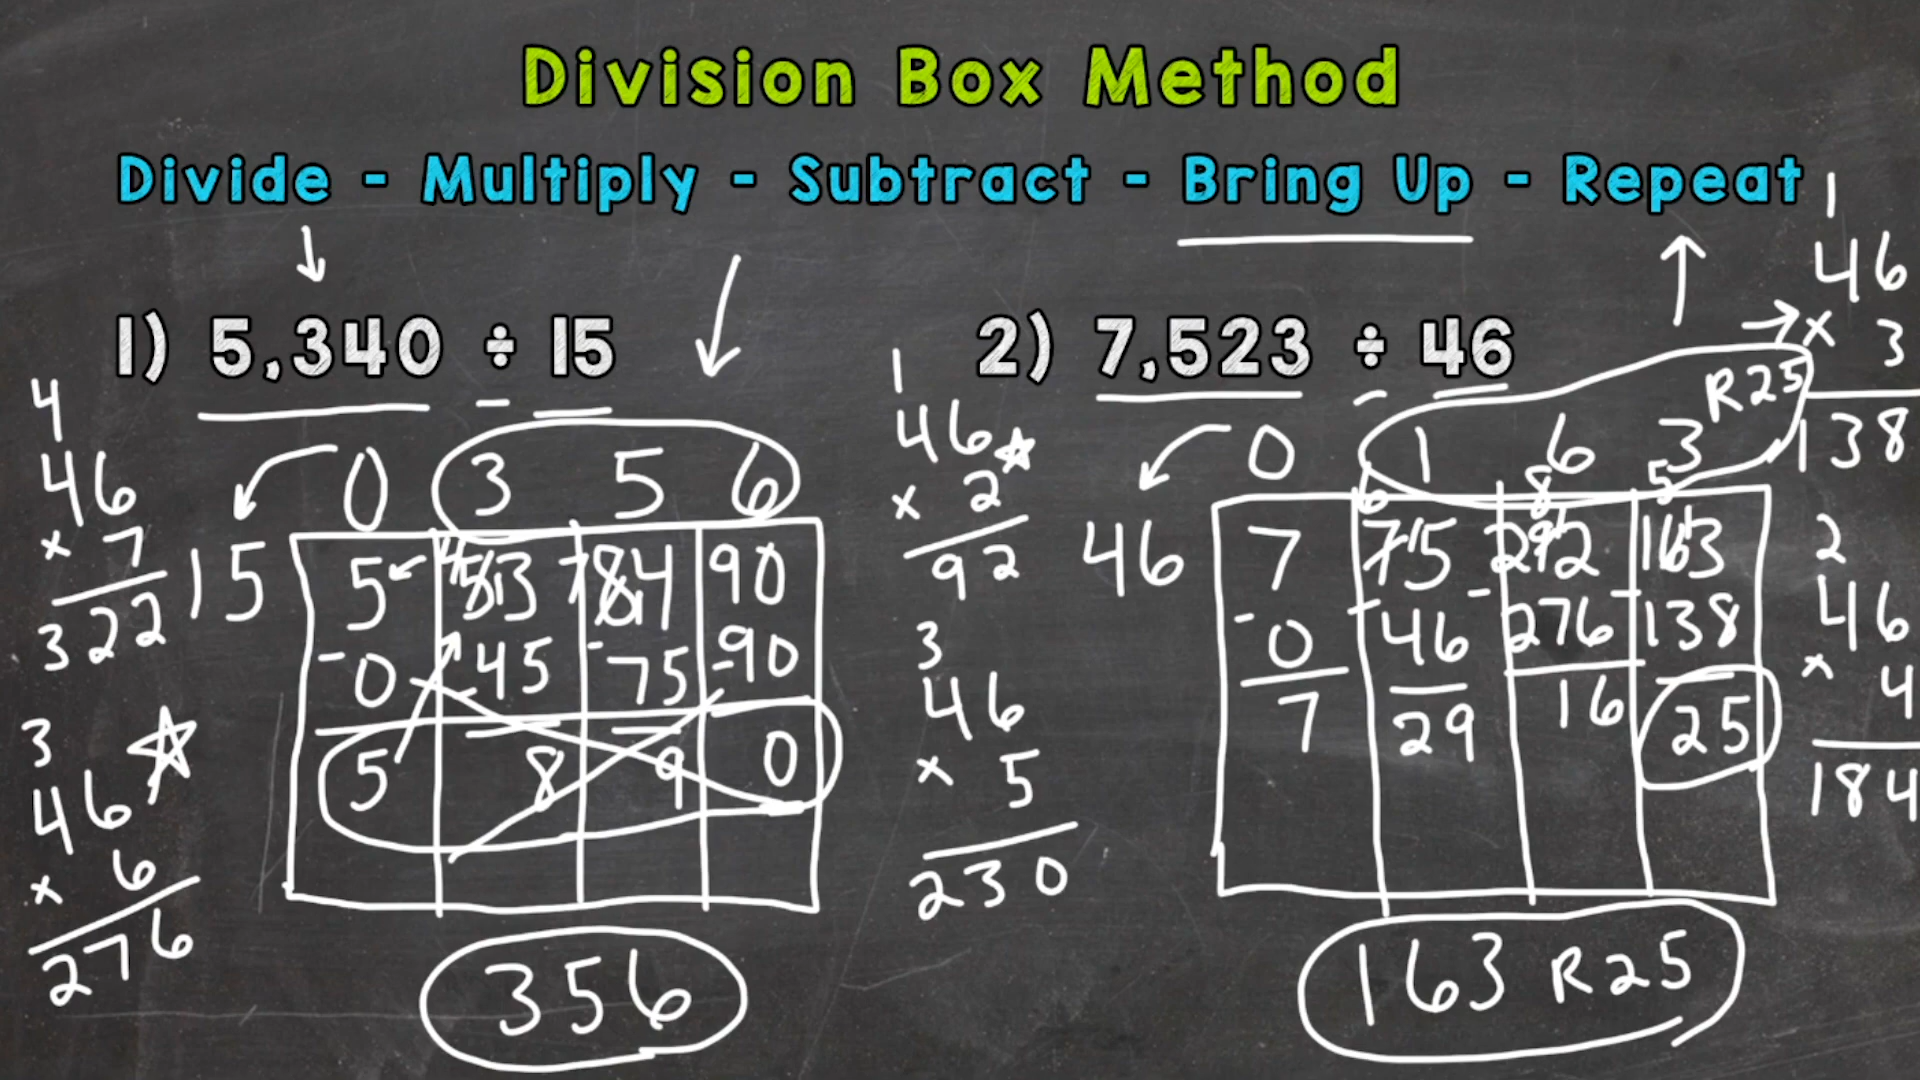 Division Box Method
Divide - Multiply - Subtract - Bring Up - Repeat
1) 5,340 ÷ 15
2) 7,523 ÷ 46
4
46
× 7
322
3
46
× 6
276
0 3 5 6
15
5 53 84 90
-0 -45 -75 -90
5 8 9 0
356
1
46
× 2
92
3
46
× 5
230
0 1 6 3 R25
46
7 75 292 163
-0 -46 -276 -138
7 29 16 25
163 R25
1
46
× 3
138
2
46
× 4
184